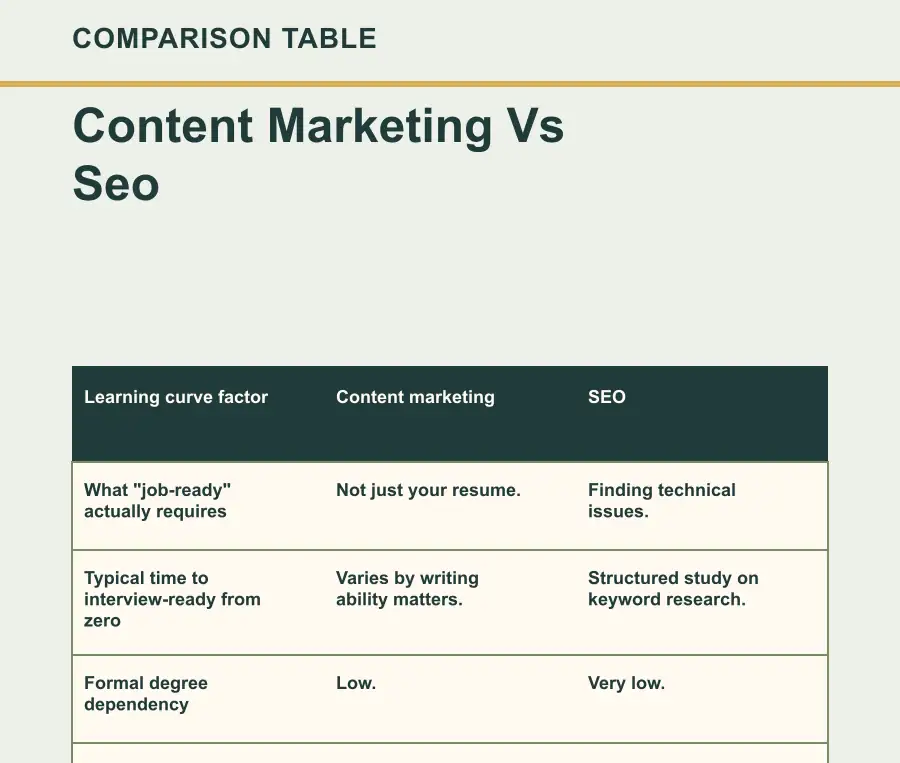 COMPARISON TABLE
Content Marketing Vs
Seo
Learning curve factor
Content marketing
SEO
What "job-ready"
actually requires
Not just your resume.
Finding technical
issues.
Typical time to
interview-ready from
zero
Varies by writing
ability matters.
Structured study on
keyword research.
Formal degree
dependency
Low.
Very low.